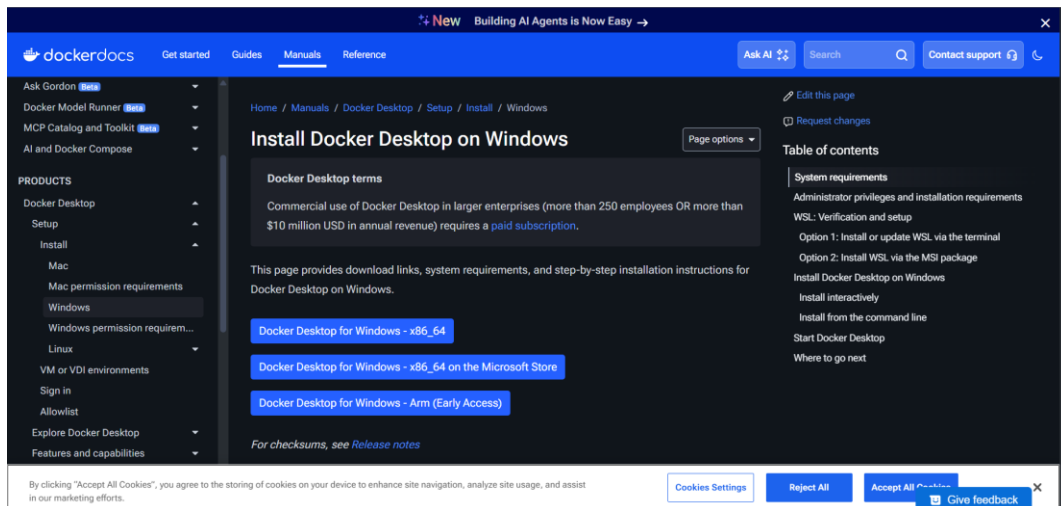 New Building AI Agents is Now Easy →
dockerdocs Get started Guides Manuals Reference Ask AI Search Contact support
Ask Gordon Beta
Docker Model Runner Beta
MCP Catalog and Toolkit Beta
AI and Docker Compose
PRODUCTS
Docker Desktop
Setup
Install
Mac
Mac permission requirements
Windows
Windows permission requirem...
Linux
VM or VDI environments
Sign in
Allowlist
Explore Docker Desktop
Features and capabilities
Home / Manuals / Docker Desktop / Setup / Install / Windows
Install Docker Desktop on Windows
Page options
Docker Desktop terms
Commercial use of Docker Desktop in larger enterprises (more than 250 employees OR more than
$10 million USD in annual revenue) requires a paid subscription.
This page provides download links, system requirements, and step-by-step installation instructions for
Docker Desktop on Windows.
Docker Desktop for Windows - x86_64
Docker Desktop for Windows - x86_64 on the Microsoft Store
Docker Desktop for Windows - Arm (Early Access)
For checksums, see Release notes
Edit this page
Request changes
Table of contents
System requirements
Administrator privileges and installation requirements
WSL: Verification and setup
Option 1: Install or update WSL via the terminal
Option 2: Install WSL via the MSI package
Install Docker Desktop on Windows
Install interactively
Install from the command line
Start Docker Desktop
Where to go next
By clicking “Accept All Cookies”, you agree to the storing of cookies on your device to enhance site navigation, analyze site usage, and assist
in our marketing efforts.
Cookies Settings
Reject All
Accept All Cookies
Give feedback